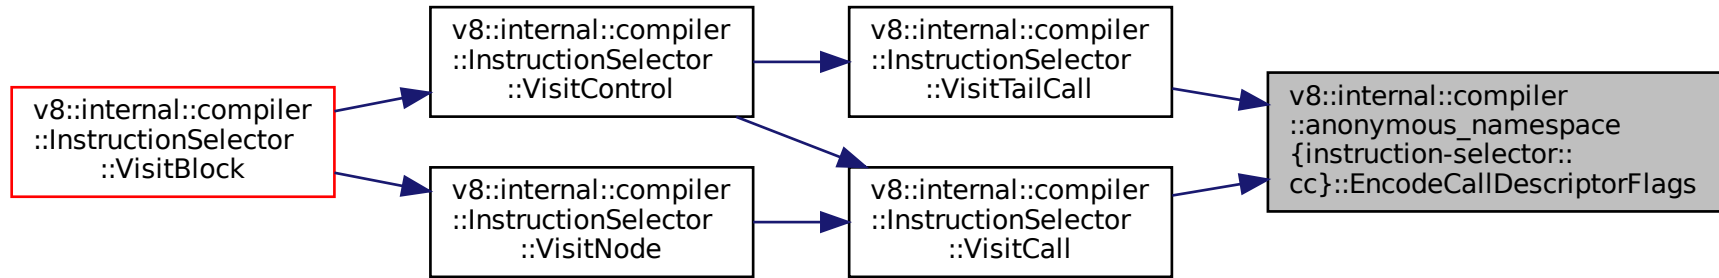 v8::internal::compiler
::InstructionSelector
::VisitBlock
v8::internal::compiler
::InstructionSelector
::VisitControl
v8::internal::compiler
::InstructionSelector
::VisitNode
v8::internal::compiler
::InstructionSelector
::VisitTailCall
v8::internal::compiler
::InstructionSelector
::VisitCall
v8::internal::compiler
::anonymous_namespace
{instruction-selector::
cc}::EncodeCallDescriptorFlags